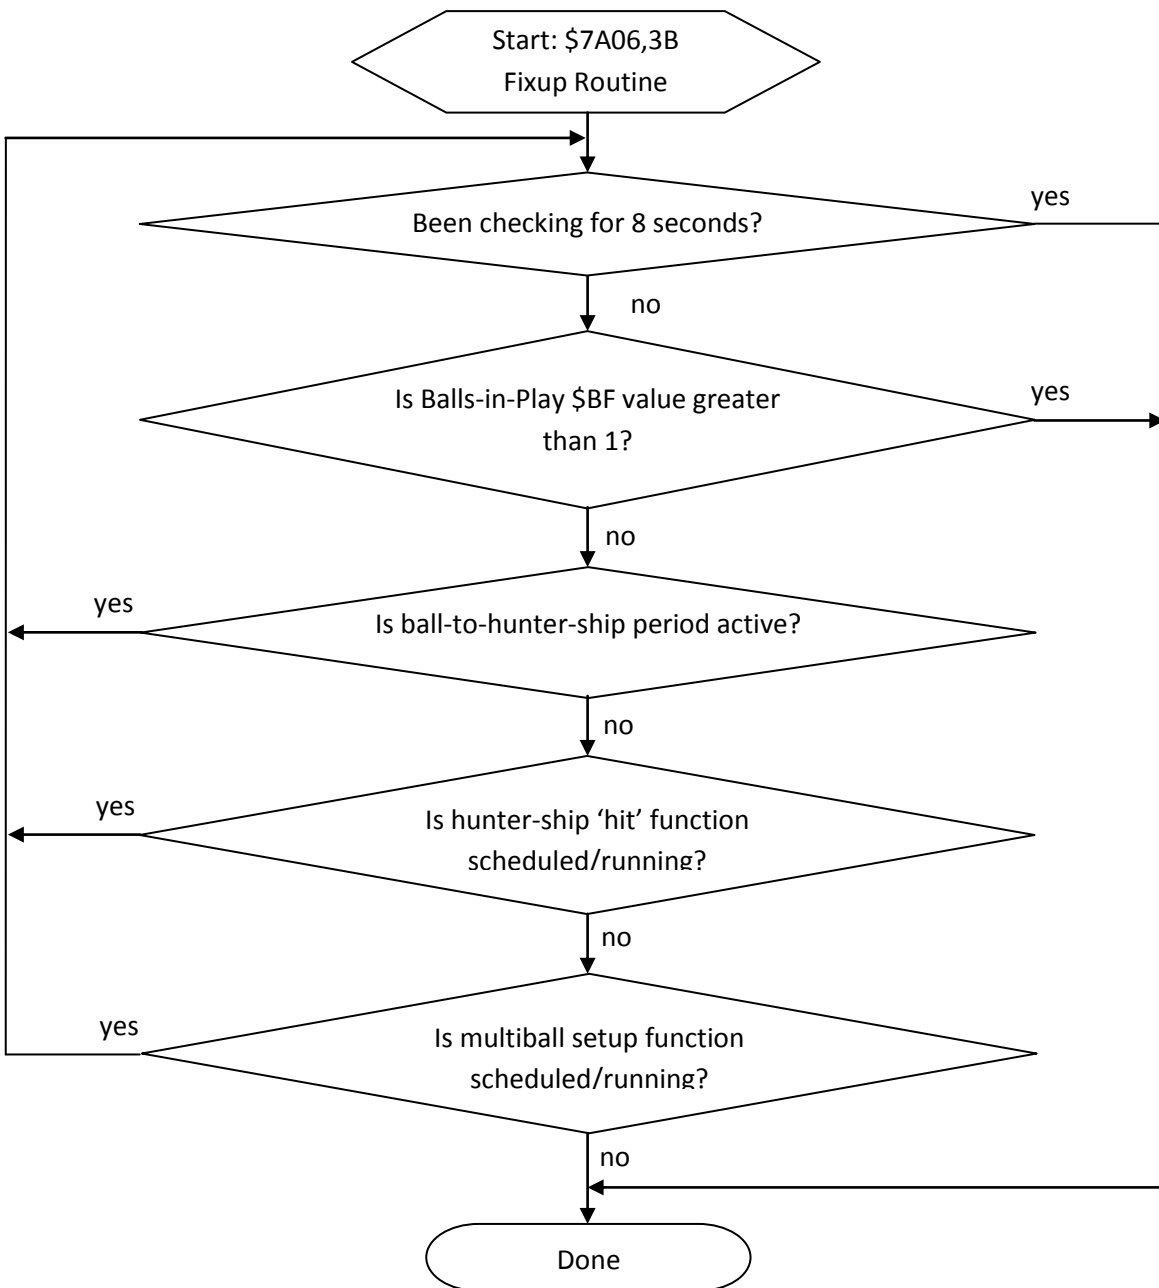 Start: $7A06,3B
Fixup Routine
Been checking for 8 seconds?
yes
no
Is Balls-in-Play $BF value greater
than 1?
yes
no
yes
Is ball-to-hunter-ship period active?
no
yes
Is hunter-ship ‘hit’ function
scheduled/running?
no
yes
Is multiball setup function
scheduled/running?
no
Done